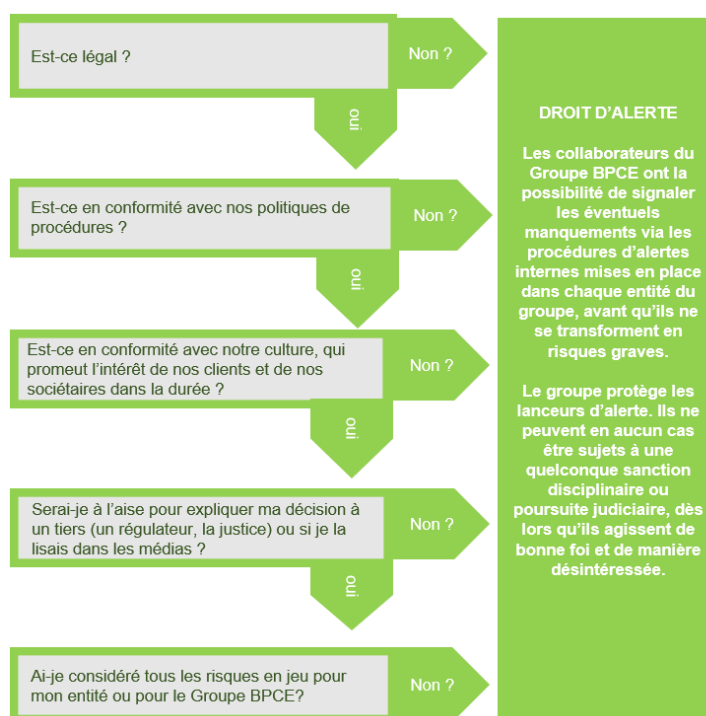 Est-ce légal ?
Non ?
oui
Est-ce en conformité avec nos politiques de
procédures ?
Non ?
oui
Est-ce en conformité avec notre culture, qui
promeut l’intérêt de nos clients et de nos
sociétaires dans la durée ?
Non ?
oui
Serai-je à l’aise pour expliquer ma décision à
un tiers (un régulateur, la justice) ou si je la
lisais dans les médias ?
Non ?
oui
Ai-je considéré tous les risques en jeu pour
mon entité ou pour le Groupe BPCE?
Non ?
DROIT D’ALERTE
Les collaborateurs du
Groupe BPCE ont la
possibilité de signaler
les éventuels
manquements via les
procédures d’alertes
internes mises en place
dans chaque entité du
groupe, avant qu’ils ne
se transforment en
risques graves.
Le groupe protège les
lanceurs d’alerte. Ils ne
peuvent en aucun cas
être sujets à une
quelconque sanction
disciplinaire ou
poursuite judiciaire, dès
lors qu’ils agissent de
bonne foi et de manière
désintéressée.